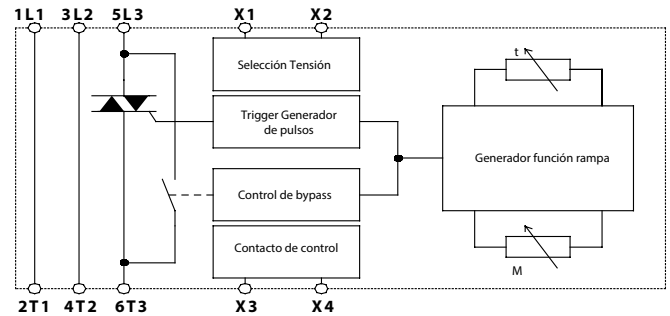 1L1 3L2 5L3 X1 X2
Selección Tensión
t
Trigger Generador
de pulsos
Generador función rampa
Control de bypass
Contacto de control
M
2T1 4T2 6T3 X3 X4